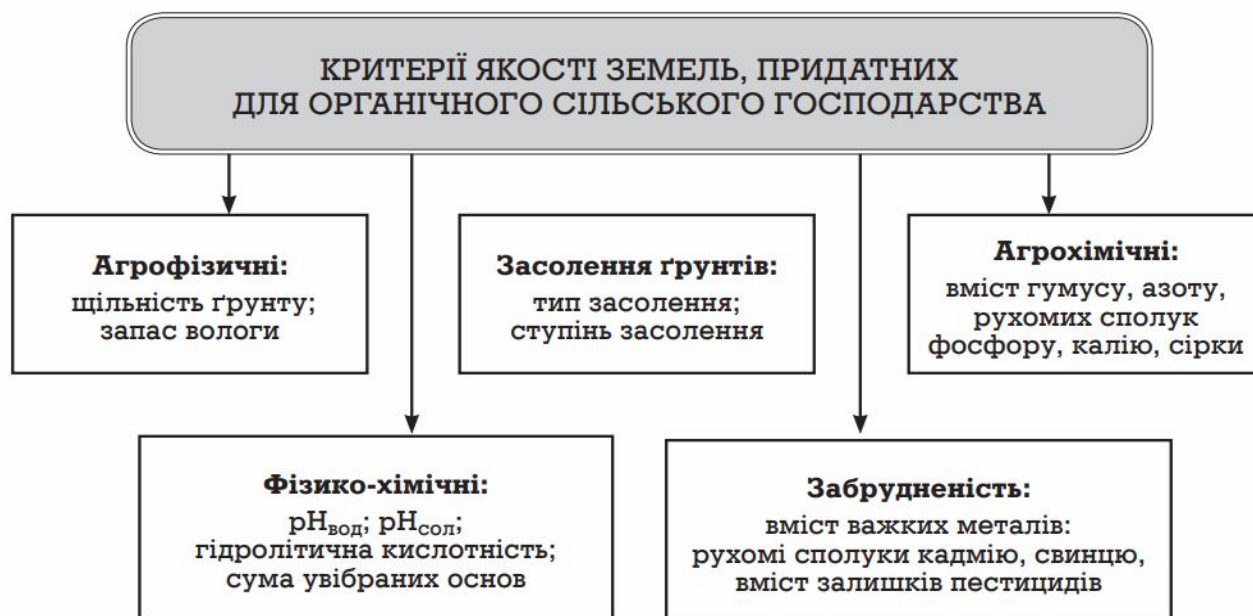 КРИТЕРІЇ ЯКОСТІ ЗЕМЕЛЬ, ПРИДАТНИХ
ДЛЯ ОРГАНІЧНОГО СІЛЬСЬКОГО ГОСПОДАРСТВА
Агрофізичні:
щільність ґрунту;
запас вологи
Засолення ґрунтів:
тип засолення;
ступінь засолення
Агрохімічні:
вміст гумусу, азоту,
рухомих сполук
фосфору, калію, сірки
Фізико-хімічні:
pHвод; pHсол;
гідролітична кислотність;
сума увібраних основ
Забрудненість:
вміст важких металів:
рухомі сполуки кадмію, свинцю,
вміст залишків пестицидів